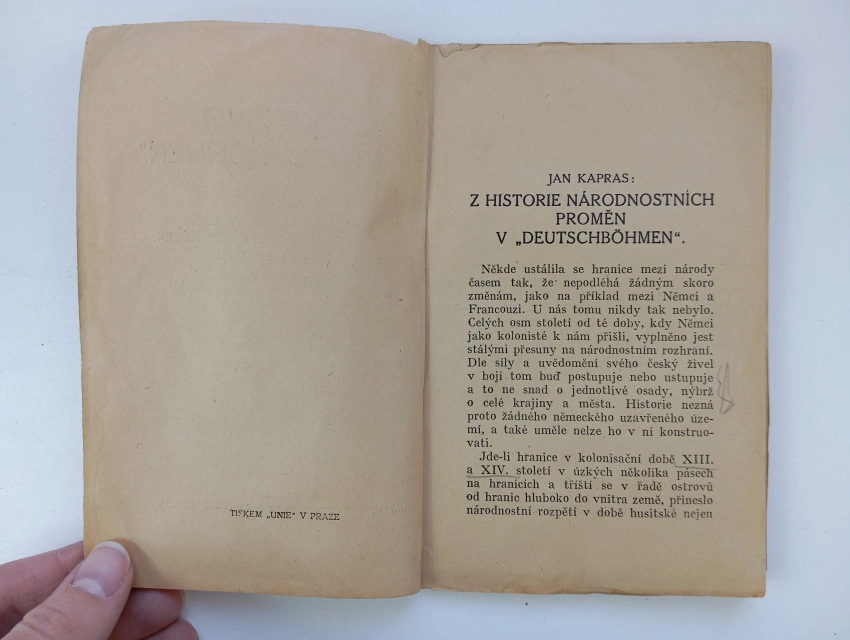 TISKEM „UNIE“ V PRAZE
JAN KAPRAS:
Z HISTORIE NÁRODNOSTNÍCH
PROMĚN
V „DEUTSCHBÖHMEN“.
Někde ustálila se hranice mezi národy
časem tak, že nepodléhá žádným skoro
změnám, jako na příklad mezi Němci a
Francouzi. U nás tomu nikdy tak nebylo.
Celých osm století od té doby, kdy Němci
jako kolonisté k nám přišli, vyplněno jest
stálými přesuny na národnostním rozhraní.
Dle síly a uvědomění svého český živel
v boji tom buď postupuje nebo ustupuje
a to ne snad o jednotlivé osady, nýbrž
o celé krajiny a města. Historie nezná
proto žádného německého uzavřeného úze-
mí, a také uměle nelze ho v ní konstruo-
vati.
Jde-li hranice v kolonisační době XIII.
a XIV. století v úzkých několika pásech
na hranicích a tříští se v řadě ostrovů
od hranic hluboko do vnitra země, přineslo
národnostní rozpětí v době husitské nejen